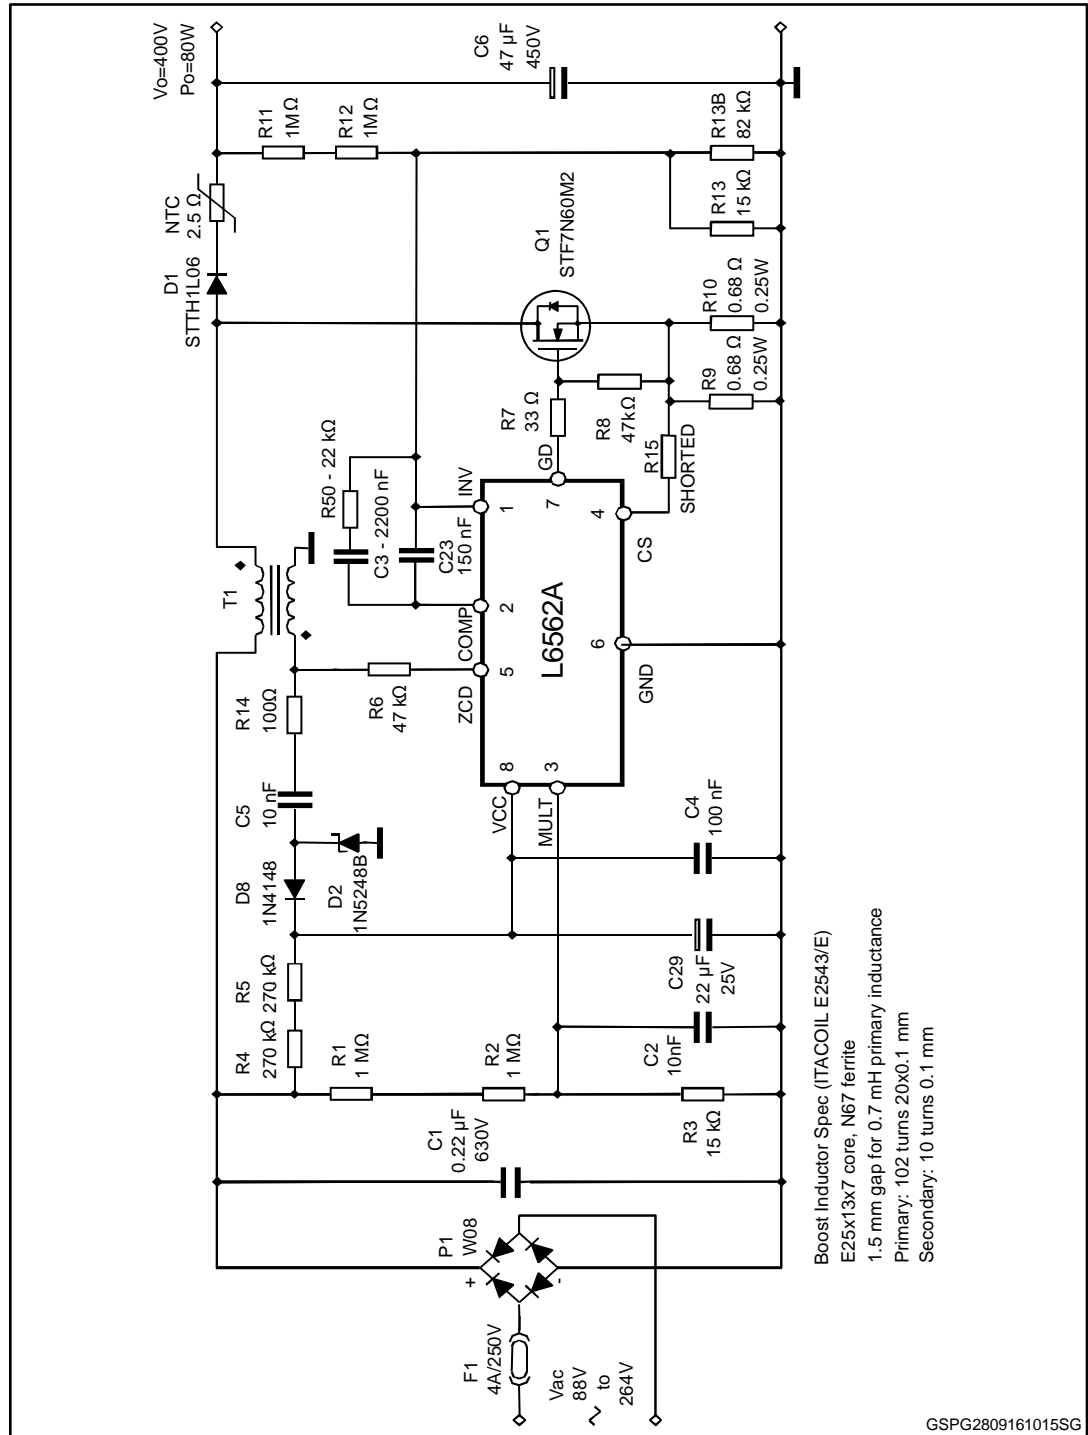 F1
4A/250V
Vac
88V
~
to
264V
P1
W08
+
-
C1
0.22 µF
630V
R4
270 kΩ
R5
270 kΩ
R1
1 MΩ
R2
1 MΩ
R3
15 kΩ
C2
10nF
C29
22 µF
25V
C4
100 nF
D8
1N4148
D2
1N5248B
C5
10 nF
R14
100Ω
T1
R6
47 kΩ
ZCD
5
COMP
2
INV
1
VCC
8
MULT
3
L6562A
GD
7
CS
4
GND
6
C3 - 2200 nF
R50 - 22 kΩ
C23
150 nF
R7
33 Ω
R8
47kΩ
R15
SHORTED
R9
0.68 Ω
0.25W
R10
0.68 Ω
0.25W
Q1
STF7N60M2
D1
STTH1L06
NTC
2.5 Ω
R11
1MΩ
R12
1MΩ
R13
15 kΩ
R13B
82 kΩ
C6
47 µF
450V
Vo=400V
Po=80W
Boost Inductor Spec (ITACOIL E2543/E)
E25x13x7 core, N67 ferrite
1.5 mm gap for 0.7 mH primary inductance
Primary: 102 turns 20x0.1 mm
Secondary: 10 turns 0.1 mm
GSPG2809161015SG